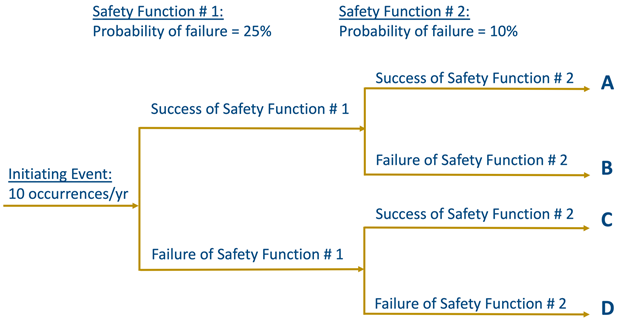 Safety Function # 1:
Probability of failure = 25%
Safety Function # 2:
Probability of failure = 10%
Success of Safety Function # 2
A
Success of Safety Function # 1
Failure of Safety Function # 2
B
Initiating Event:
10 occurrences/yr
Success of Safety Function # 2
C
Failure of Safety Function # 1
Failure of Safety Function # 2
D